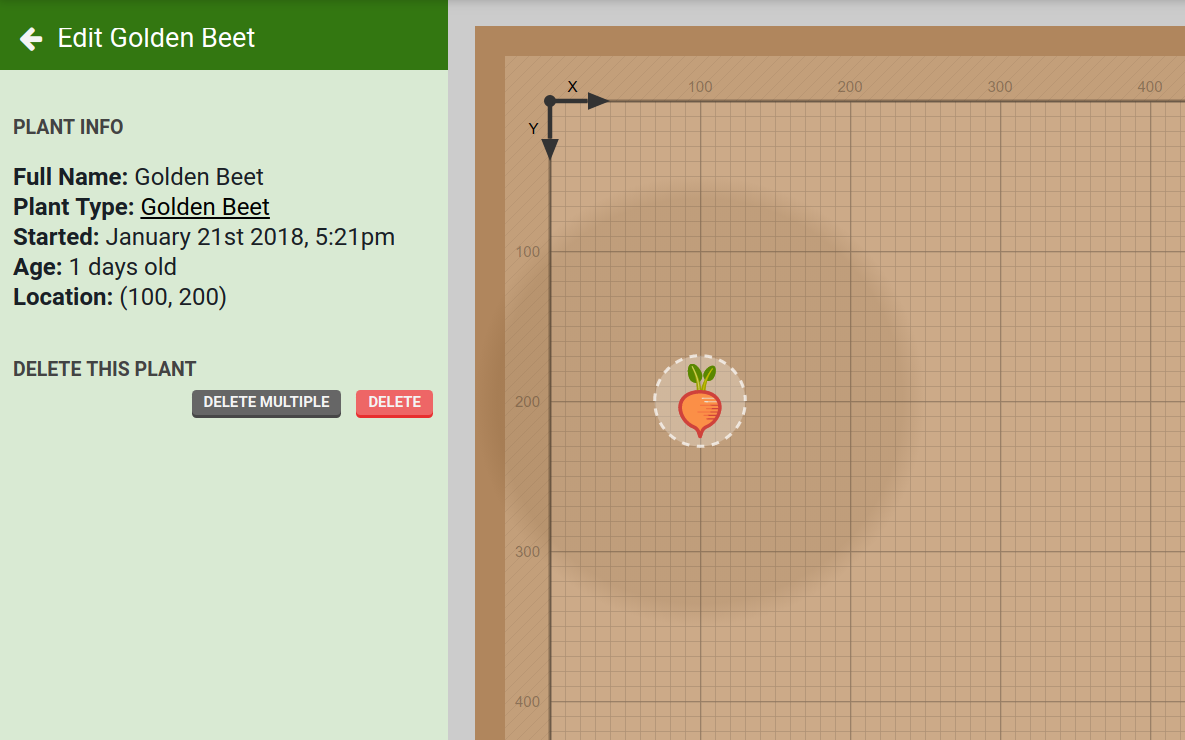 Edit Golden Beet
PLANT INFO
Full Name: Golden Beet
Plant Type: Golden Beet
Started: January 21st 2018, 5:21pm
Age: 1 days old
Location: (100, 200)
DELETE THIS PLANT
DELETE MULTIPLE DELETE
X
100 200 300 400
Y
100
200
300
400